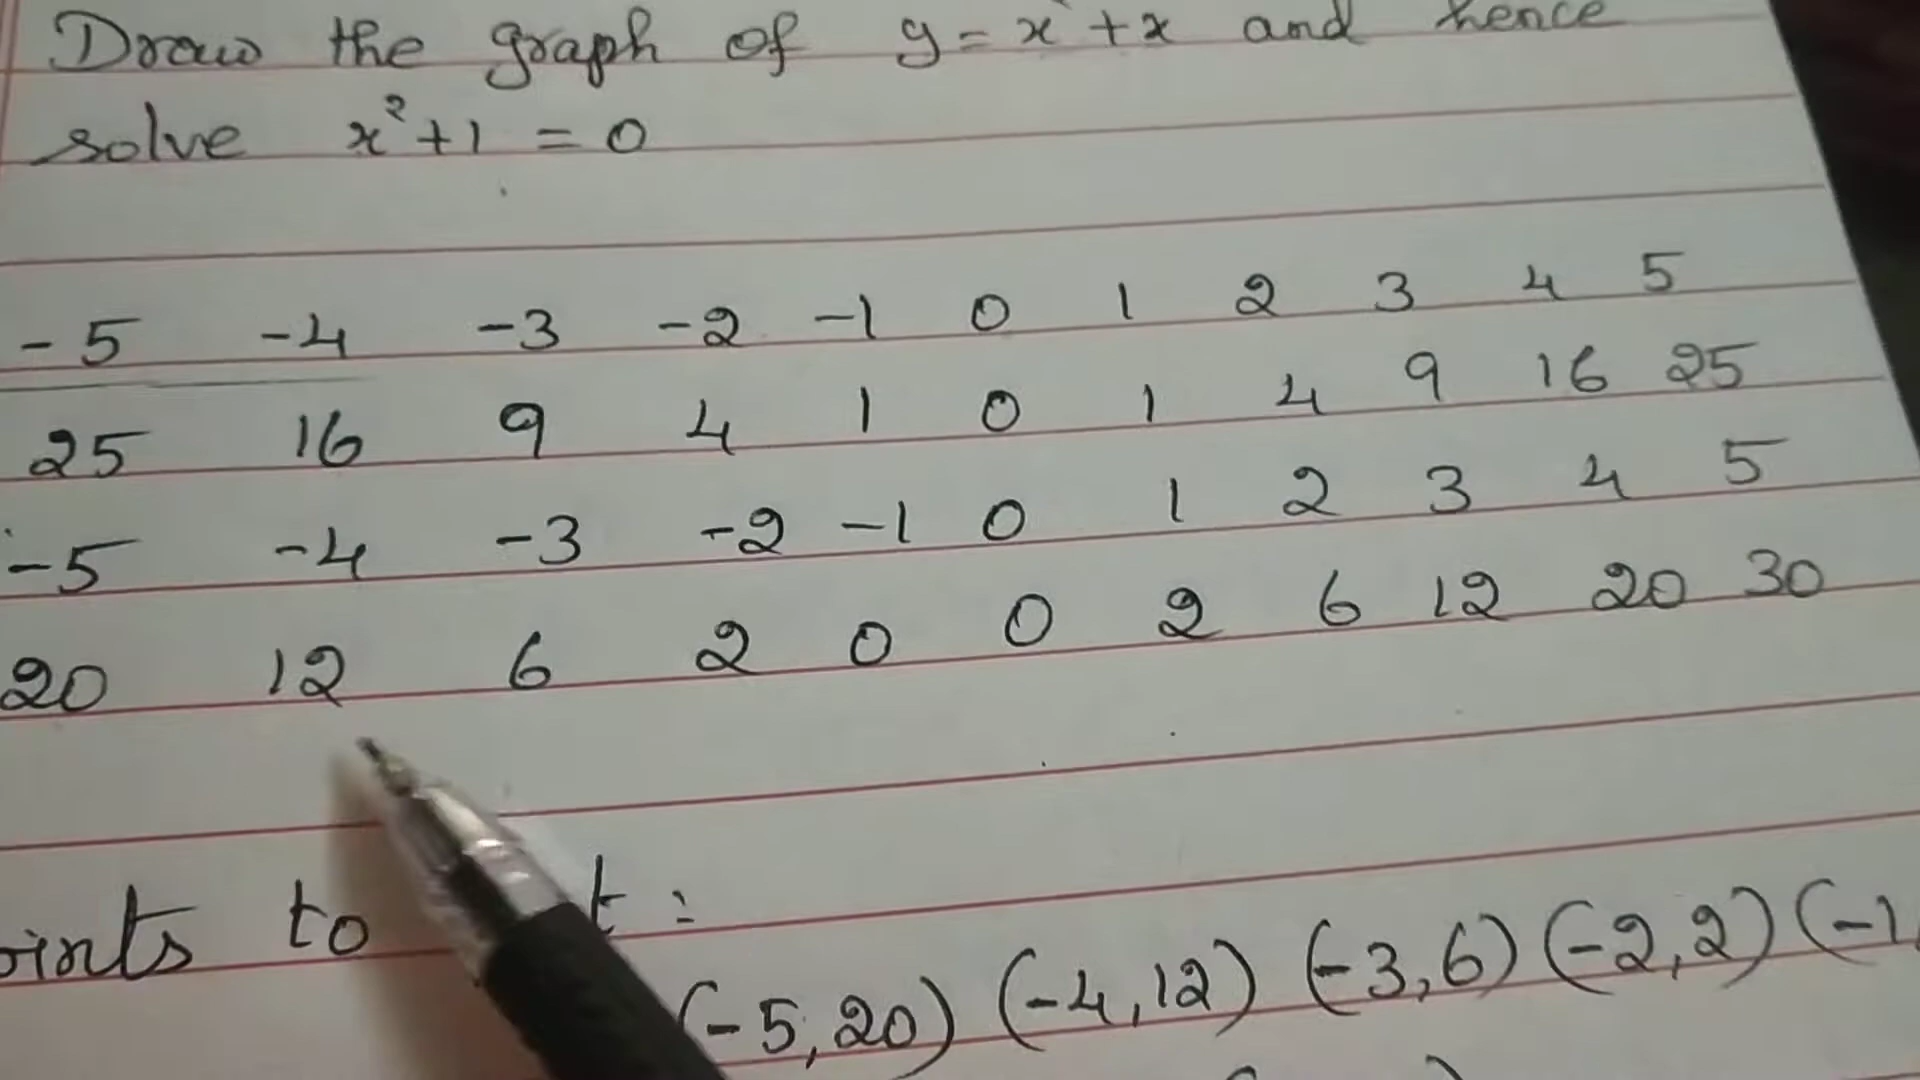 Draw the graph of y = x² + x and hence
solve x² + 1 = 0
-5 -4 -3 -2 -1 0 1 2 3 4 5
25 16 9 4 1 0 1 4 9 16 25
-5 -4 -3 -2 -1 0 1 2 3 4 5
20 12 6 2 0 0 2 6 12 20 30
oints to t :
(-5,20) (-4,12) (-3,6) (-2,2) (-1,